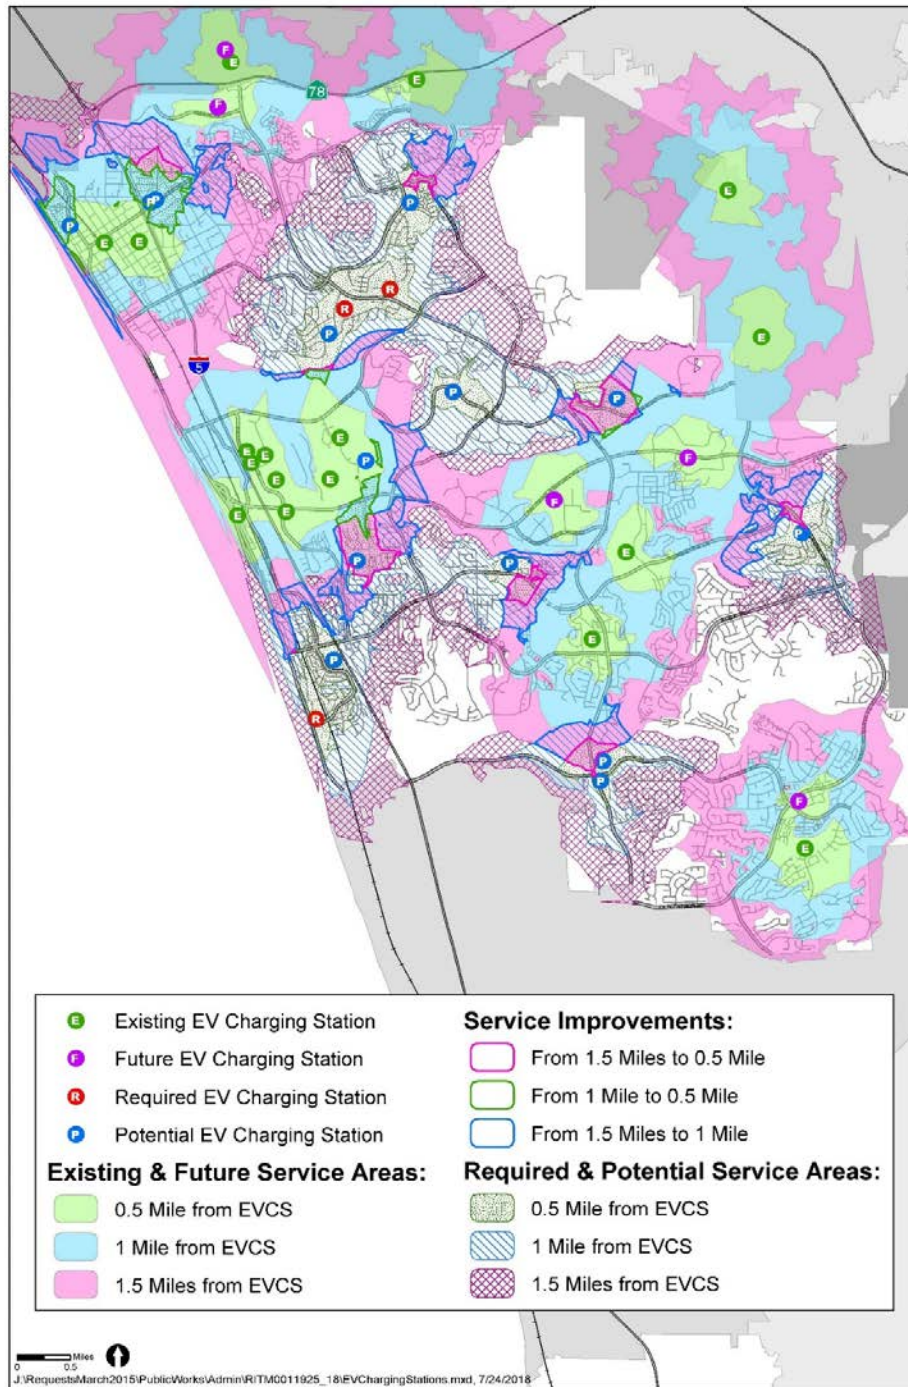 F
E
E
78
F
P
P
P
P
E
E
E
R
R
P
E
5
P
P
E
E
E
E
P
F
E
E
F
E
E
P
P
P
E
E
P
R
P
P
F
E
E Existing EV Charging Station
F Future EV Charging Station
R Required EV Charging Station
P Potential EV Charging Station
Existing & Future Service Areas:
0.5 Mile from EVCS
1 Mile from EVCS
1.5 Miles from EVCS
Service Improvements:
From 1.5 Miles to 0.5 Mile
From 1 Mile to 0.5 Mile
From 1.5 Miles to 1 Mile
Required & Potential Service Areas:
0.5 Mile from EVCS
1 Mile from EVCS
1.5 Miles from EVCS
Miles
0 0.5
J:\RequestsMarch2015\PublicWorks\Admin\RITM0011925_18\EVChargingStations.mxd, 7/24/2018